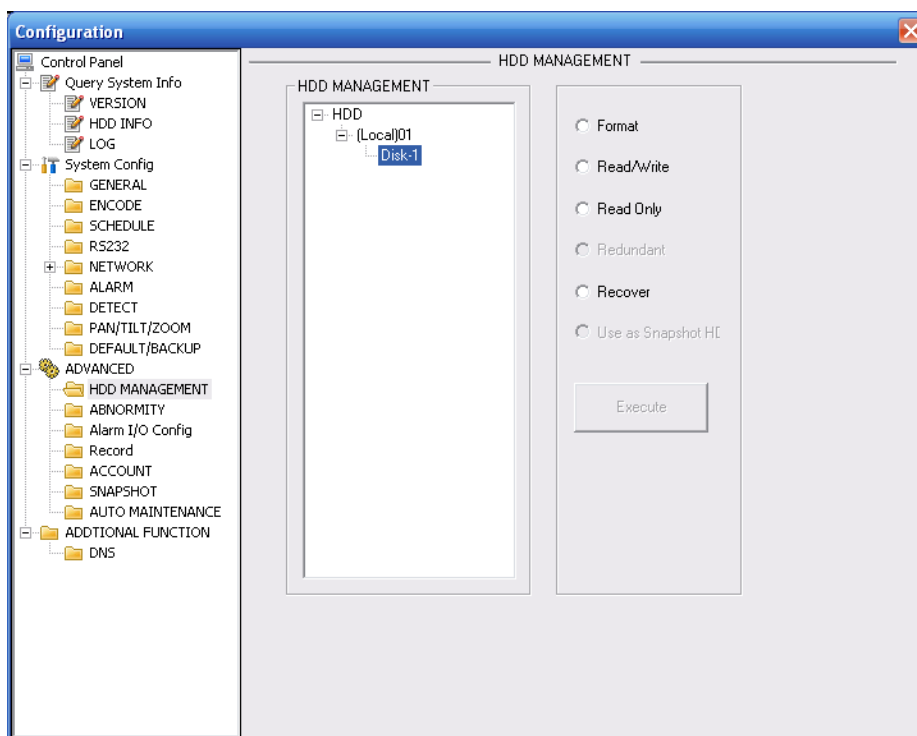 Configuration
Control Panel
Query System Info
VERSION
HDD INFO
LOG
System Config
GENERAL
ENCODE
SCHEDULE
RS232
NETWORK
ALARM
DETECT
PAN/TILT/ZOOM
DEFAULT/BACKUP
ADVANCED
HDD MANAGEMENT
ABNORMITY
Alarm I/O Config
Record
ACCOUNT
SNAPSHOT
AUTO MAINTENANCE
ADDTIONAL FUNCTION
DNS
HDD MANAGEMENT
HDD MANAGEMENT
HDD
(Local)01
Disk-1
Format
Read/Write
Read Only
Redundant
Recover
Use as Snapshot HD
Execute